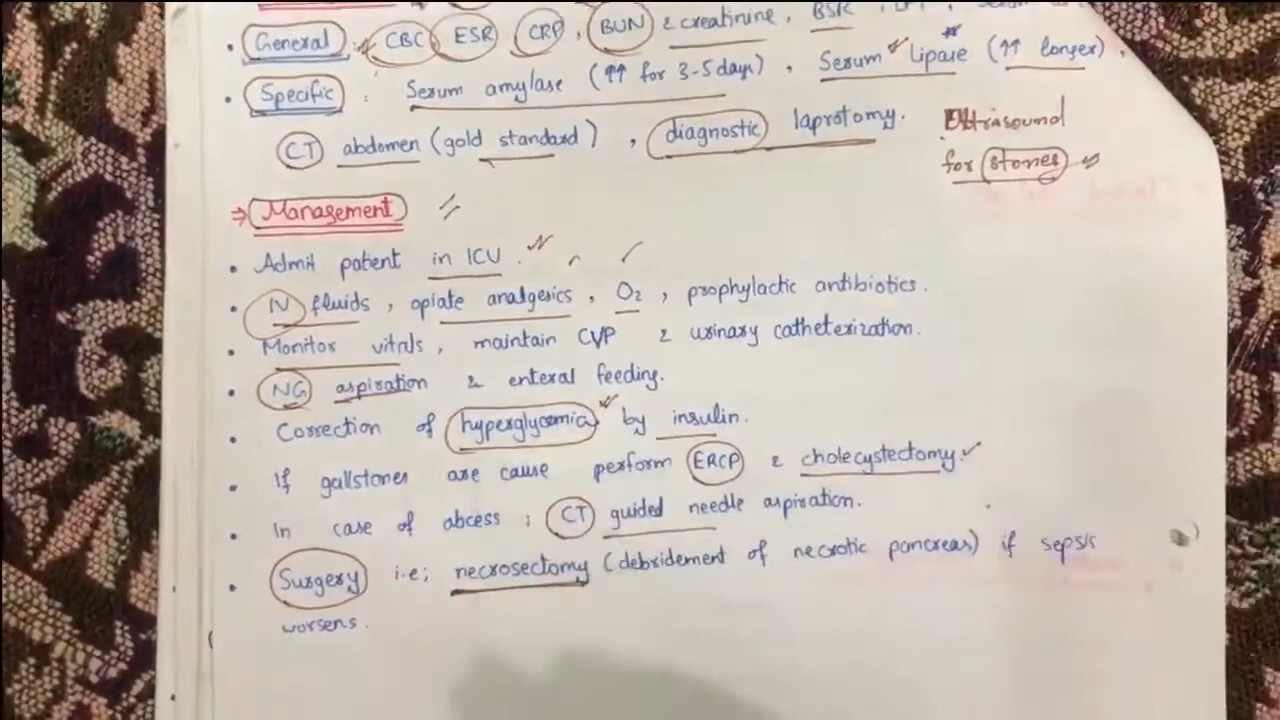 • General : CBC ESR, CRP, BUN & creatinine, BSR, LFT,
• Specific : Serum amylase (↑↑ for 3-5 days), Serum Lipase (↑↑ longer),
CT abdomen (gold standard), diagnostic laprotomy. Ultrasound
for stones
⇒ Management
• Admit patient in ICU.
• IV fluids, opiate analgesics, O2, prophylactic antibiotics.
• Monitor vitals, maintain CVP & urinary catheterization.
• NG aspiration & enteral feeding.
• Correction of hyperglycemia by insulin.
• If gallstones are cause perform ERCP & cholecystectomy.
• In case of abcess ; CT guided needle aspiration.
• Surgery i.e; necrosectomy (debridement of necrotic pancreas) if sepsis
worsens.